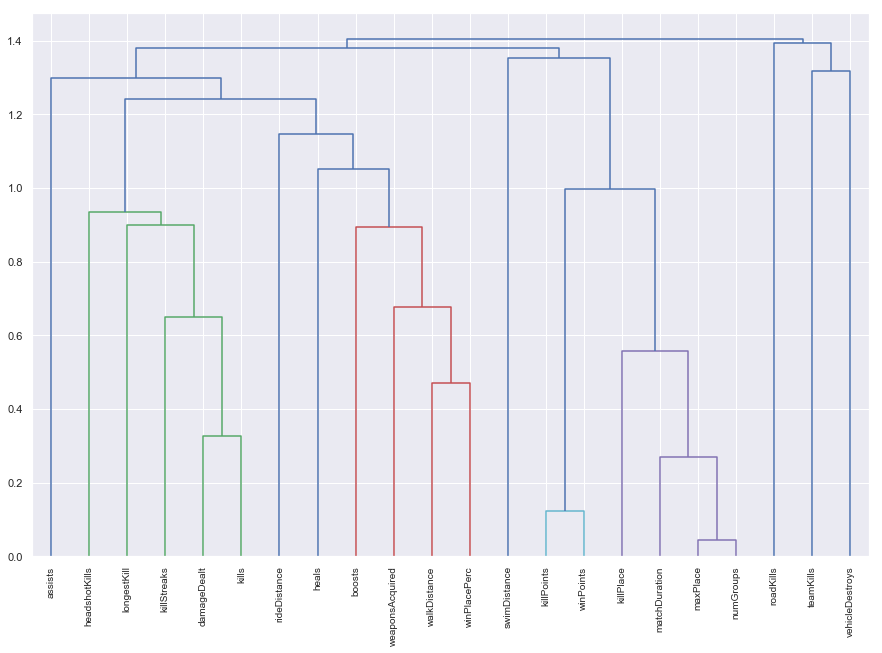 1.4
1.2
1.0
0.8
0.6
0.4
0.2
0.0
assists
headshotKills
longestKill
killStreaks
damageDealt
kills
rideDistance
heals
boosts
weaponsAcquired
walkDistance
winPlacePerc
swimDistance
killPoints
winPoints
killPlace
matchDuration
maxPlace
numGroups
roadKills
teamKills
vehicleDestroys